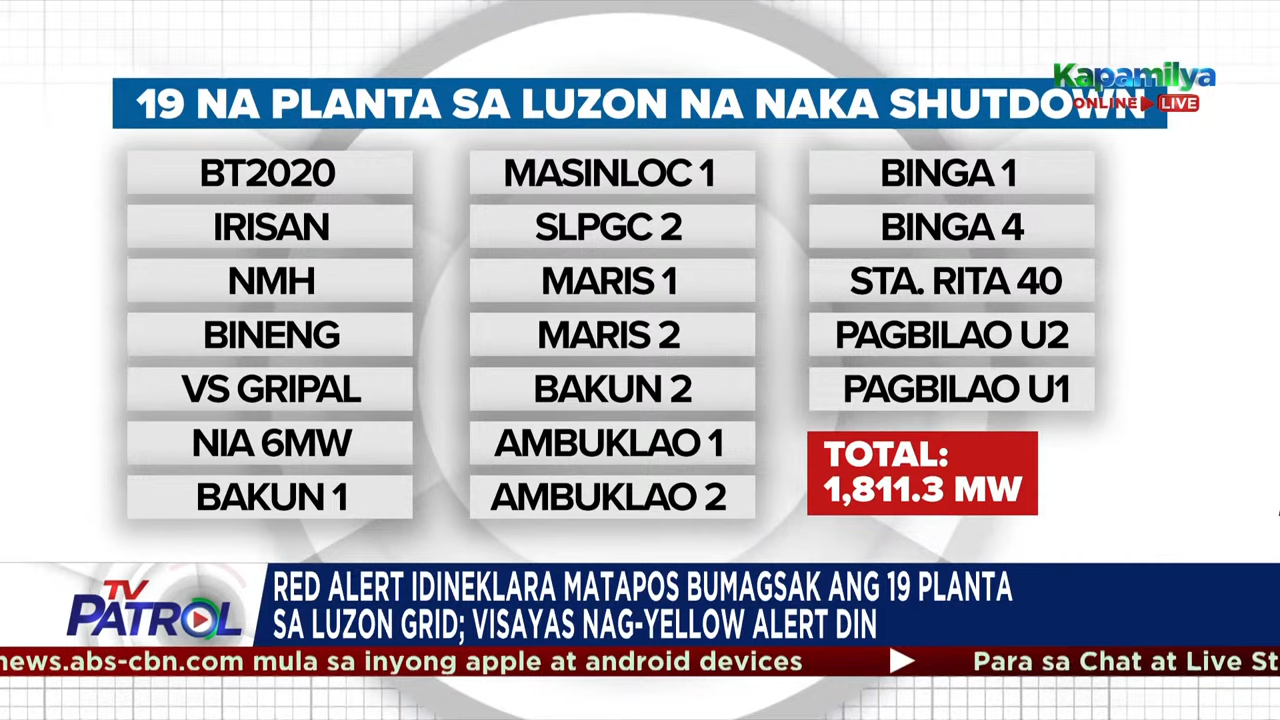 Kapamilya
ONLINE LIVE
19 NA PLANTA SA LUZON NA NAKA SHUTDOWN
BT2020
IRISAN
NMH
BINENG
VS GRIPAL
NIA 6MW
BAKUN 1
MASINLOC 1
SLPGC 2
MARIS 1
MARIS 2
BAKUN 2
AMBUKLAO 1
AMBUKLAO 2
BINGA 1
BINGA 4
STA. RITA 40
PAGBILAO U2
PAGBILAO U1
TOTAL:
1,811.3 MW
TV
PATROL
RED ALERT IDINEKLARA MATAPOS BUMAGSAK ANG 19 PLANTA
SA LUZON GRID; VISAYAS NAG-YELLOW ALERT DIN
news.abs-cbn.com mula sa inyong apple at android devices
Para sa Chat at Live St